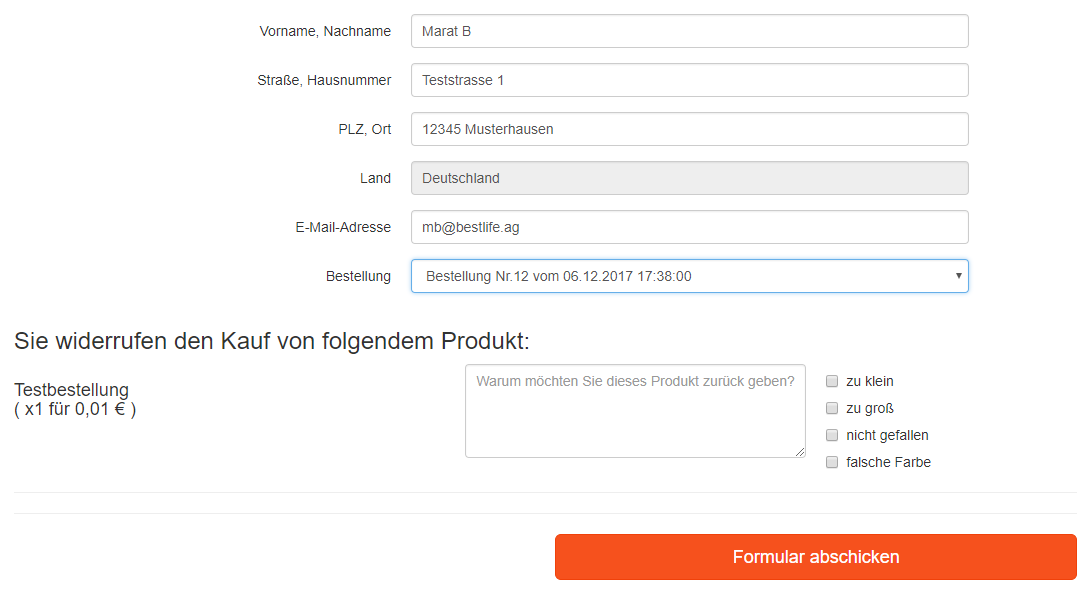 Vorname, Nachname Marat B
Straße, Hausnummer Teststrasse 1
PLZ, Ort 12345 Musterhausen
Land Deutschland
E-Mail-Adresse mb@bestlife.ag
Bestellung Bestellung Nr.12 vom 06.12.2017 17:38:00
Sie widerrufen den Kauf von folgendem Produkt:
Testbestellung
( x1 für 0,01 € )
Warum möchten Sie dieses Produkt zurück geben?
zu klein
zu groß
nicht gefallen
falsche Farbe
Formular abschicken